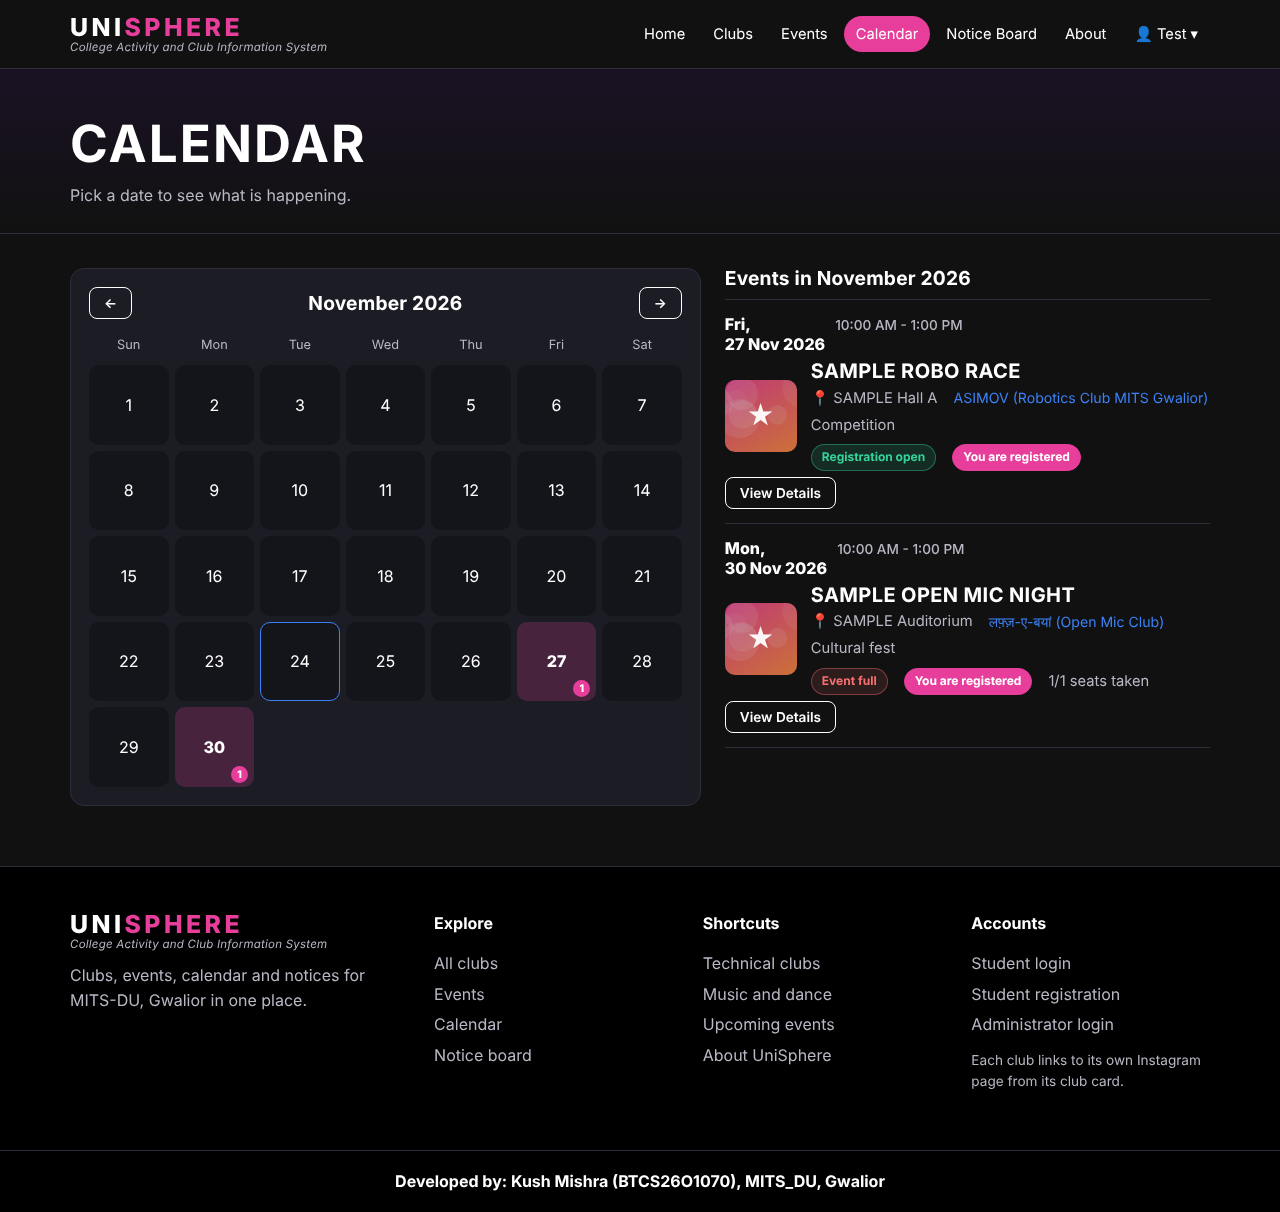 UNISPHERE
College Activity and Club Information System
Home Clubs Events Calendar Notice Board About 👤 Test ▾
CALENDAR
Pick a date to see what is happening.
← November 2026 →
Sun Mon Tue Wed Thu Fri Sat
1 2 3 4 5 6 7
8 9 10 11 12 13 14
15 16 17 18 19 20 21
22 23 24 25 26 27 28
1
29 30
1
Events in November 2026
Fri, 10:00 AM - 1:00 PM
27 Nov 2026
SAMPLE ROBO RACE
📍 SAMPLE Hall A ASIMOV (Robotics Club MITS Gwalior)
Competition
Registration open You are registered
View Details
Mon, 10:00 AM - 1:00 PM
30 Nov 2026
SAMPLE OPEN MIC NIGHT
📍 SAMPLE Auditorium लफ़्ज़-ए-बयां (Open Mic Club)
Cultural fest
Event full You are registered 1/1 seats taken
View Details
UNISPHERE
College Activity and Club Information System
Clubs, events, calendar and notices for
MITS-DU, Gwalior in one place.
Explore
All clubs
Events
Calendar
Notice board
Shortcuts
Technical clubs
Music and dance
Upcoming events
About UniSphere
Accounts
Student login
Student registration
Administrator login
Each club links to its own Instagram
page from its club card.
Developed by: Kush Mishra (BTCS26O1070), MITS_DU, Gwalior